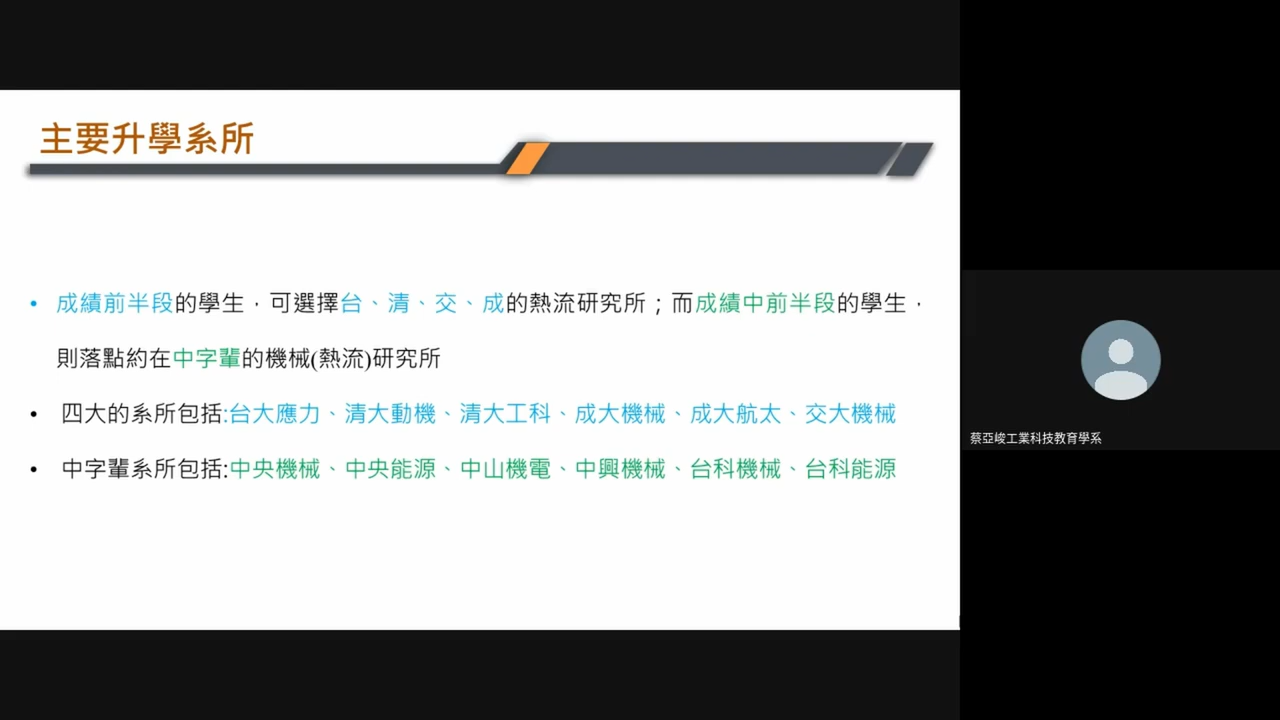 主要升學系所
• 成績前半段的學生，可選擇台、清、交、成的熱流研究所；而成績中前半段的學生，
則落點約在中字輩的機械(熱流)研究所
• 四大的系所包括:台大應力、清大動機、清大工科、成大機械、成大航太、交大機械
• 中字輩系所包括:中央機械、中央能源、中山機電、中興機械、台科機械、台科能源
蔡亞峻工業科技教育學系